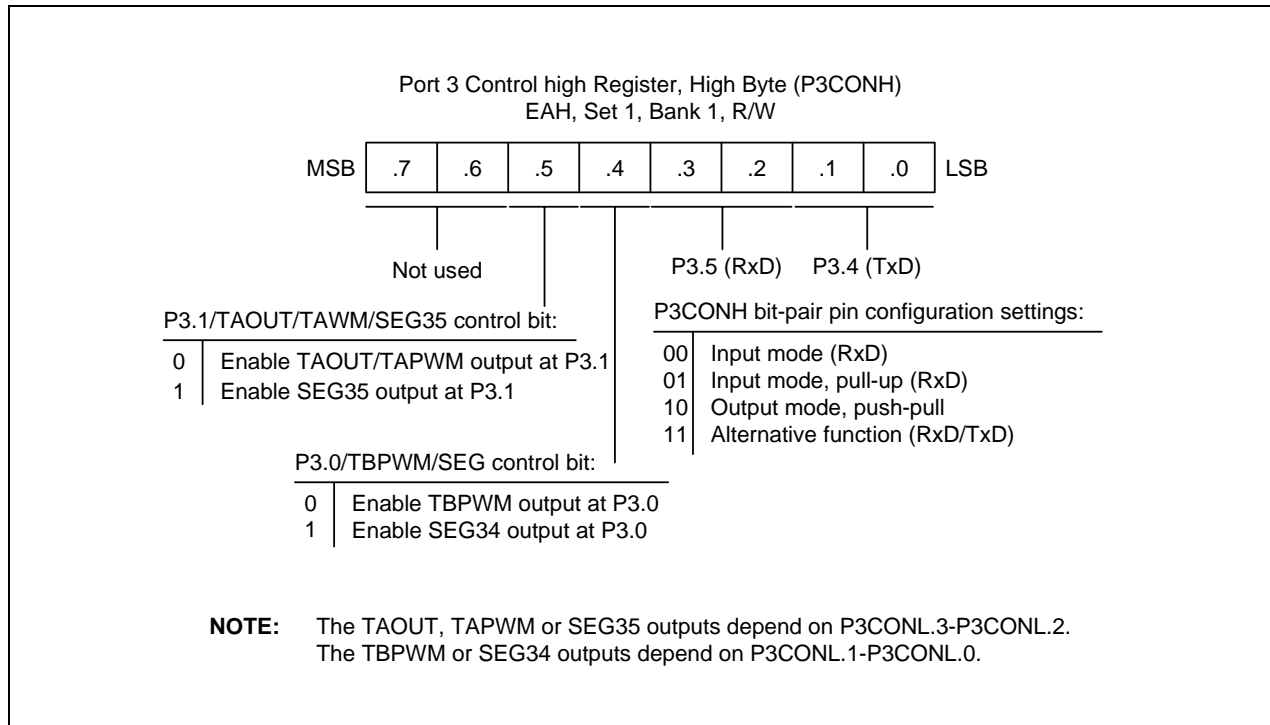 Port 3 Control high Register, High Byte (P3CONH)
EAH, Set 1, Bank 1, R/W
MSB .7 .6 .5 .4 .3 .2 .1 .0 LSB
Not used
P3.5 (RxD) P3.4 (TxD)
P3.1/TAOUT/TAWM/SEG35 control bit:
0 Enable TAOUT/TAPWM output at P3.1
1 Enable SEG35 output at P3.1
P3CONH bit-pair pin configuration settings:
00 Input mode (RxD)
01 Input mode, pull-up (RxD)
10 Output mode, push-pull
11 Alternative function (RxD/TxD)
P3.0/TBPWM/SEG control bit:
0 Enable TBPWM output at P3.0
1 Enable SEG34 output at P3.0
NOTE: The TAOUT, TAPWM or SEG35 outputs depend on P3CONL.3-P3CONL.2.
The TBPWM or SEG34 outputs depend on P3CONL.1-P3CONL.0.